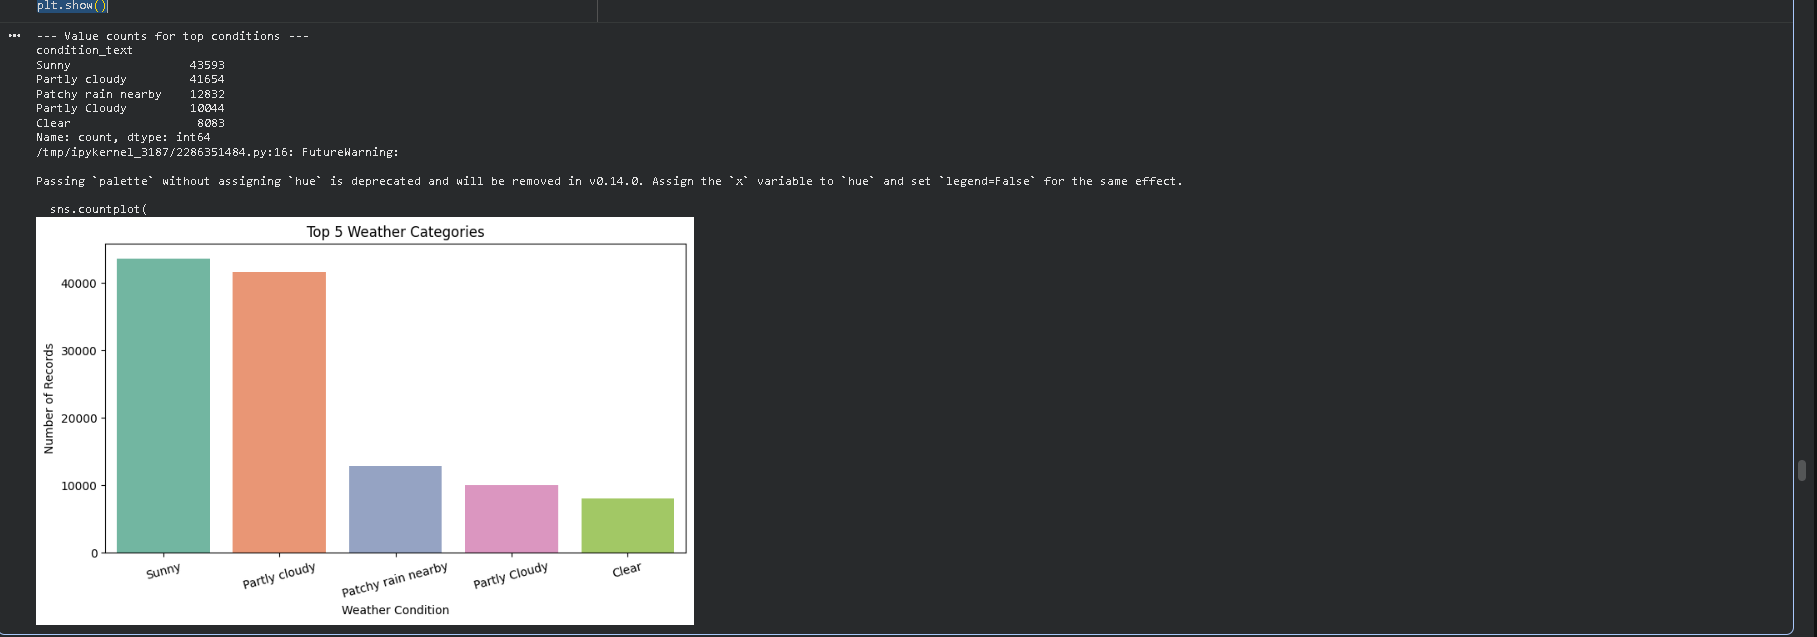 plt.show()
--- Value counts for top conditions ---
condition_text
Sunny 43593
Partly cloudy 41654
Patchy rain nearby 12832
Partly Cloudy 10044
Clear 8083
Name: count, dtype: int64
/tmp/ipykernel_3187/2286351484.py:16: FutureWarning:
Passing `palette` without assigning `hue` is deprecated and will be removed in v0.14.0. Assign the `x` variable to `hue` and set `legend=False` for the same effect.
sns.countplot(
Top 5 Weather Categories
Number of Records
40000
30000
20000
10000
0
Sunny
Partly cloudy
Patchy rain nearby
Partly Cloudy
Clear
Weather Condition